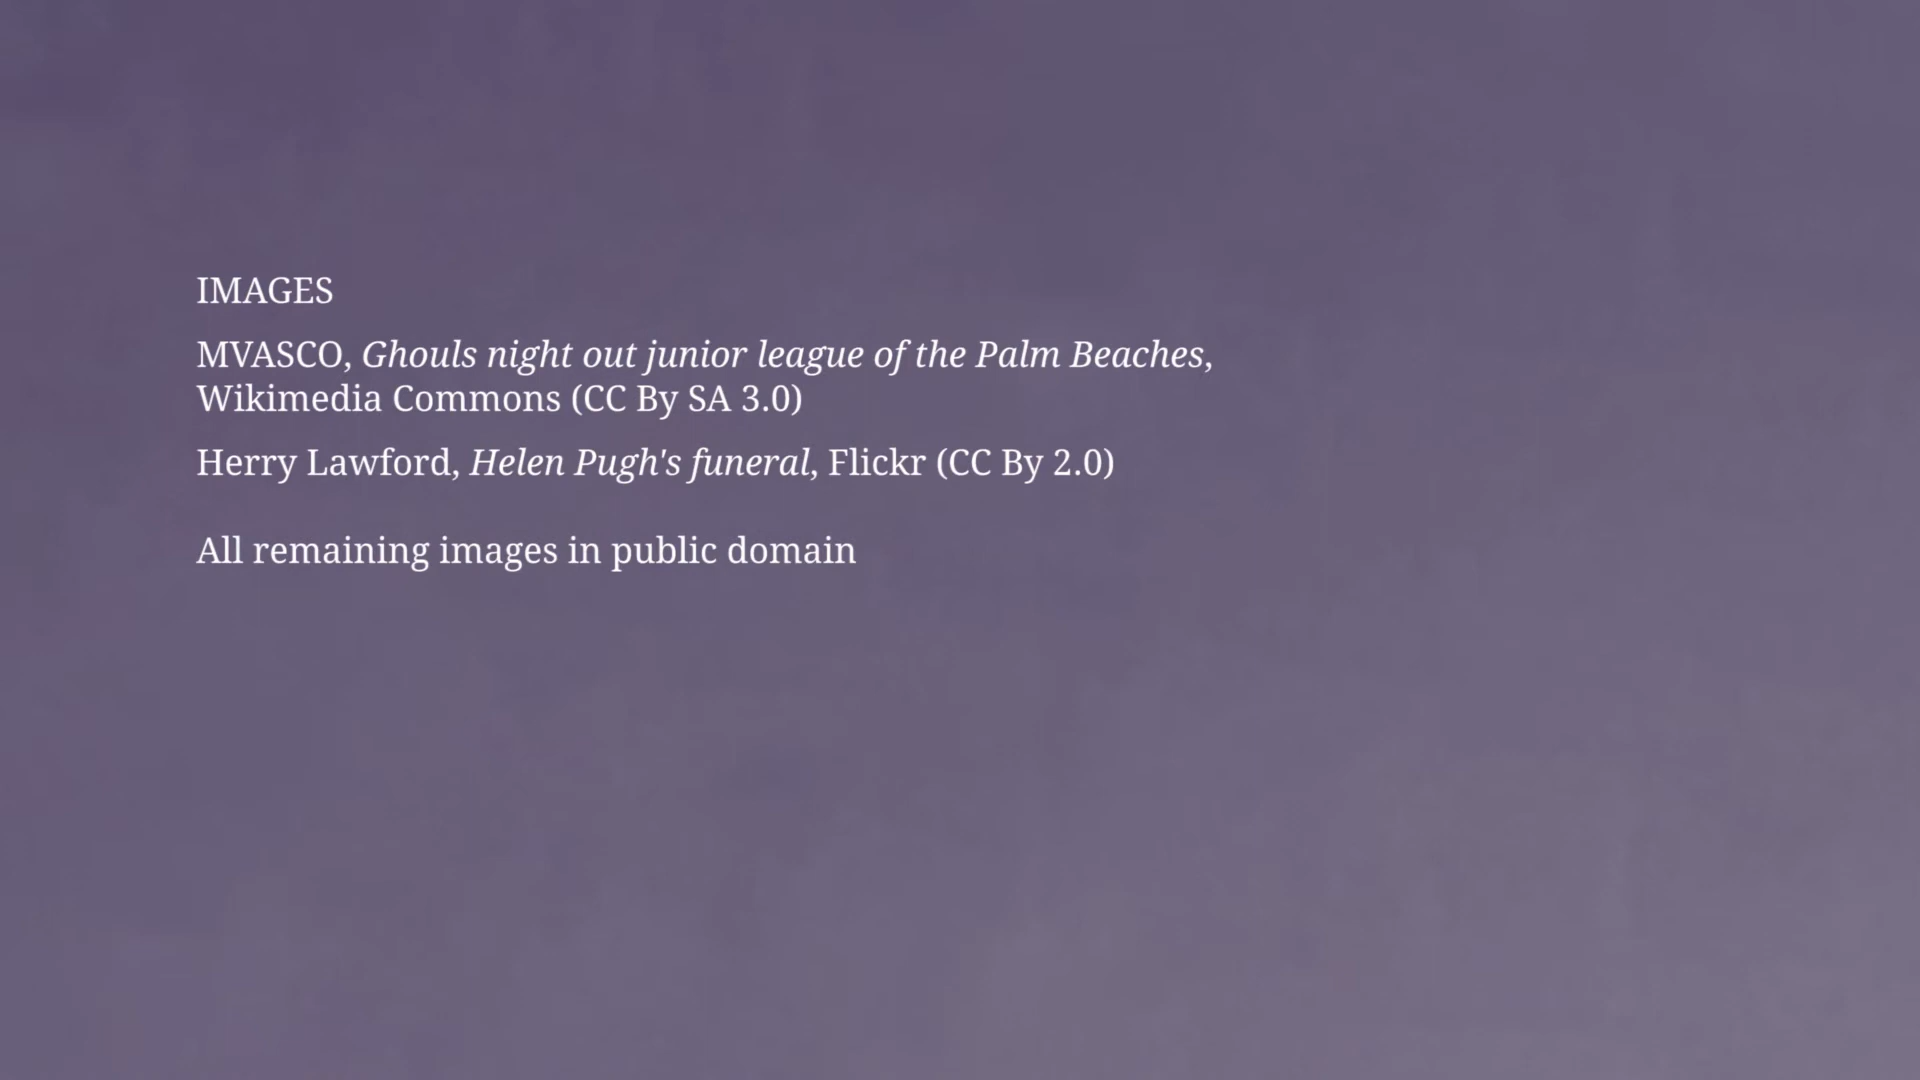 IMAGES
MVASCO, Ghouls night out junior league of the Palm Beaches,
Wikimedia Commons (CC By SA 3.0)
Herry Lawford, Helen Pugh's funeral, Flickr (CC By 2.0)
All remaining images in public domain